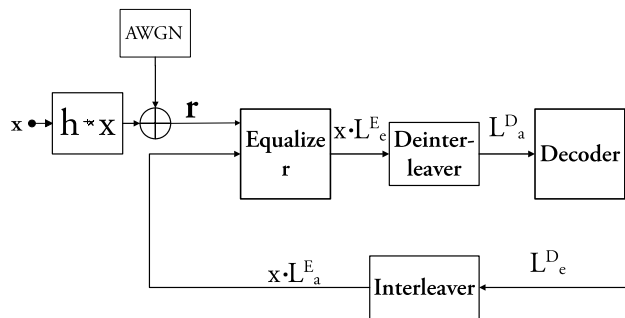 AWGN
x
h * x
r
Equalize
r
x·L^E_e
Deinter-
leaver
L^D_a
Decoder
x·L^E_a
Interleaver
L^D_e